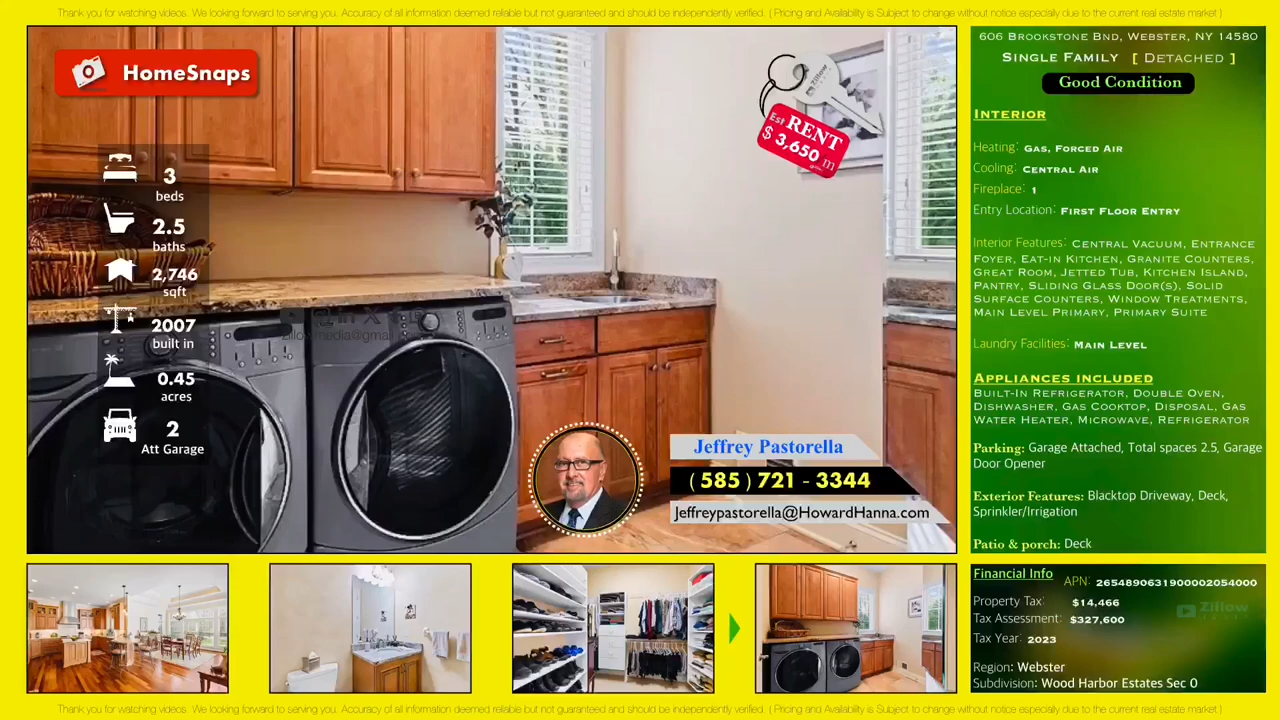 Thank you for watching videos. We looking forward to serving you. Accuracy of all information deemed reliable but not guaranteed and should be independently verified. ( Pricing and Availability is Subject to change without notice especially due to the current real estate market )
HomeSnaps
3
beds
2.5
baths
2,746
sqft
2007
built in
0.45
acres
2
Att Garage
Zillow
Est RENT
$ 3,650 m
Jeffrey Pastorella
( 585 ) 721 - 3344
Jeffreypastorella@HowardHanna.com
606 Brookstone Bnd, Webster, NY 14580
Single Family [ Detached ]
Good Condition
Interior
Heating: Gas, Forced Air
Cooling: Central Air
Fireplace: 1
Entry Location: First Floor Entry
Interior Features: Central Vacuum, Entrance
Foyer, Eat-in Kitchen, Granite Counters,
Great Room, Jetted Tub, Kitchen Island,
Pantry, Sliding Glass Door(s), Solid
Surface Counters, Window Treatments,
Main Level Primary, Primary Suite
Laundry Facilities: Main Level
Appliances included
Built-In Refrigerator, Double Oven,
Dishwasher, Gas Cooktop, Disposal, Gas
Water Heater, Microwave, Refrigerator
Parking: Garage Attached, Total spaces 2.5, Garage
Door Opener
Exterior Features: Blacktop Driveway, Deck,
Sprinkler/Irrigation
Patio & porch: Deck
Financial Info
APN: 2654890631900002054000
Property Tax: $14,466
Tax Assessment: $327,600
Tax Year: 2023
Zillow
Region: Webster
Subdivision: Wood Harbor Estates Sec 0
Thank you for watching videos. We looking forward to serving you. Accuracy of all information deemed reliable but not guaranteed and should be independently verified. ( Pricing and Availability is Subject to change without notice especially due to the current real estate market )